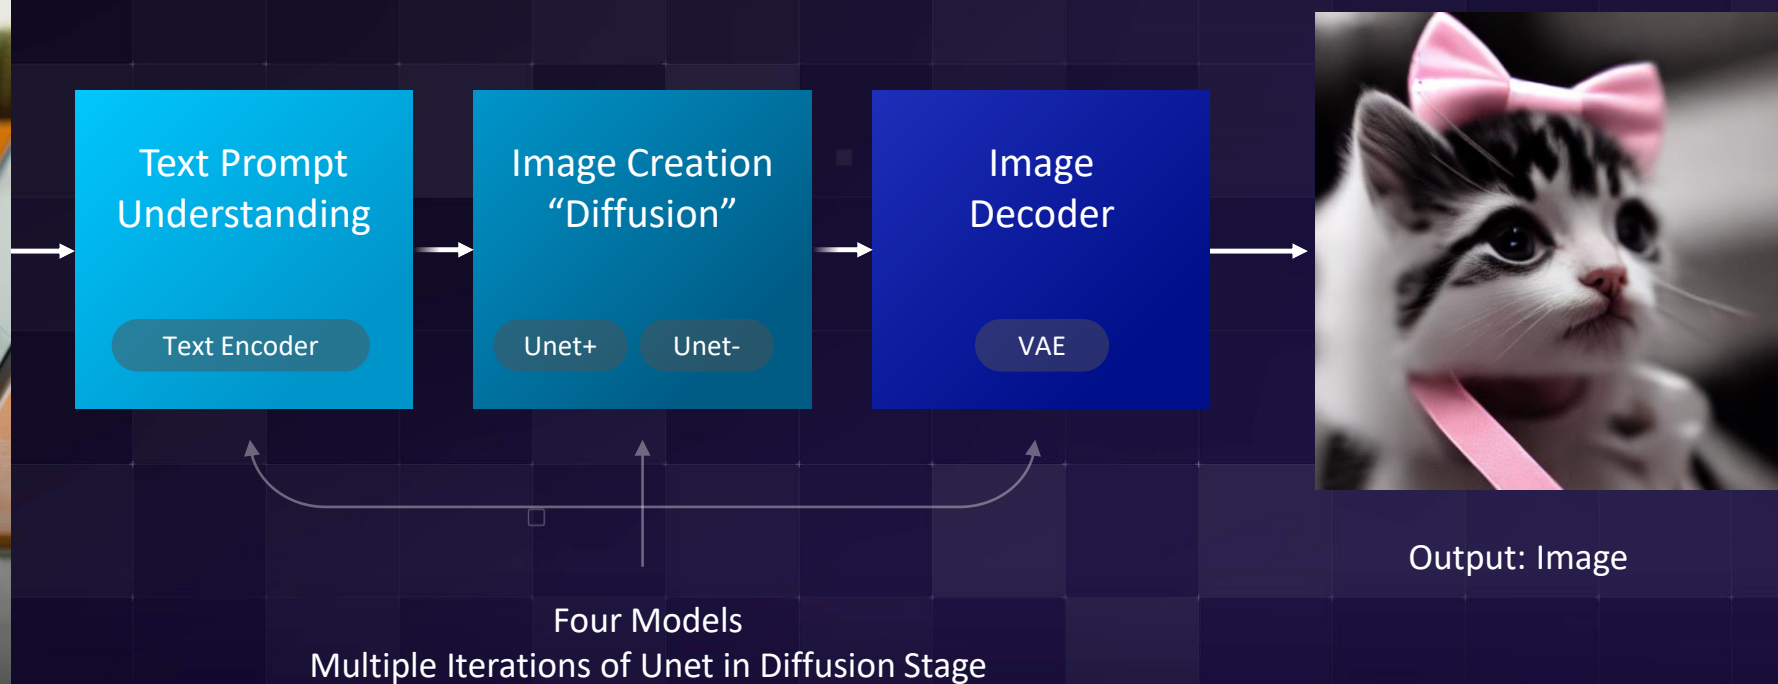 Text Prompt
Understanding
Text Encoder
Image Creation
“Diffusion”
Unet+
Unet-
Image
Decoder
VAE
Output: Image
Four Models
Multiple Iterations of Unet in Diffusion Stage